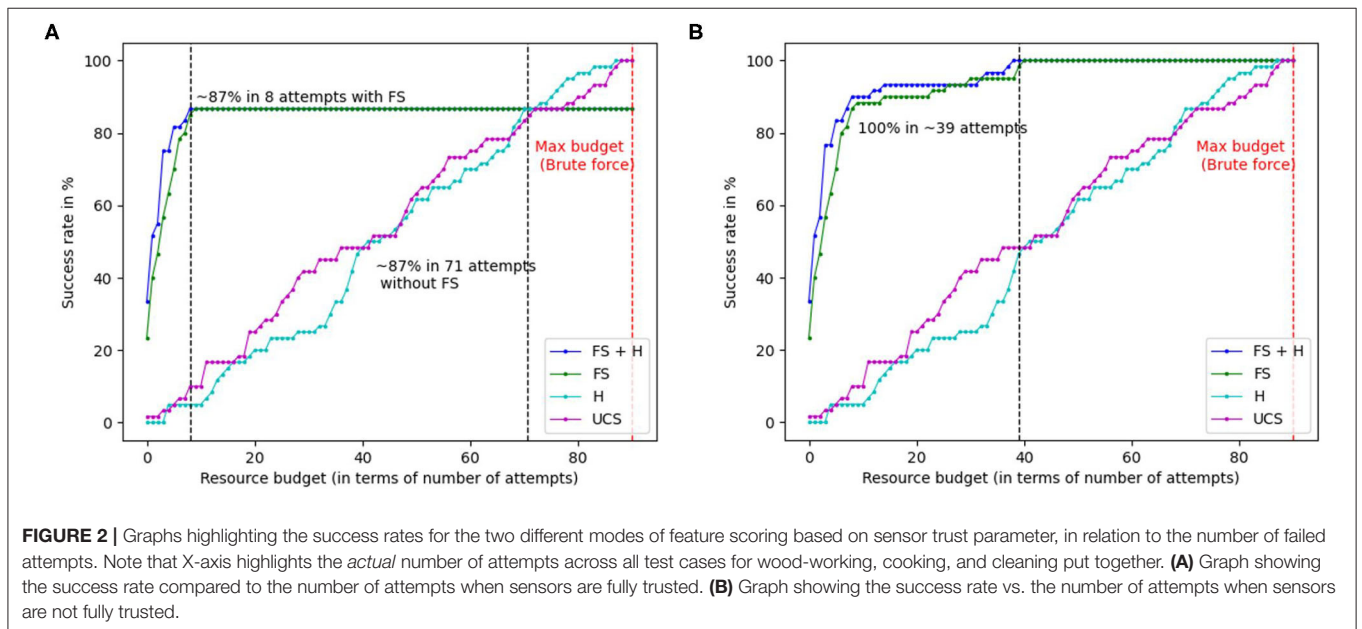 A
100
80
60
40
20
0
Success rate in %
~87% in 8 attempts with FS
Max budget
(Brute force)
~87% in 71 attempts
without FS
FS + H
FS
H
UCS
0
20
40
60
80
Resource budget (in terms of number of attempts)
B
100
80
60
40
20
0
Success rate in %
100% in ~39 attempts
Max budget
(Brute force)
FS + H
FS
H
UCS
0
20
40
60
80
Resource budget (in terms of number of attempts)
FIGURE 2 | Graphs highlighting the success rates for the two different modes of feature scoring based on sensor trust parameter, in relation to the number of failed
attempts. Note that X-axis highlights the actual number of attempts across all test cases for wood-working, cooking, and cleaning put together. (A) Graph showing
the success rate compared to the number of attempts when sensors are fully trusted. (B) Graph showing the success rate vs. the number of attempts when sensors
are not fully trusted.